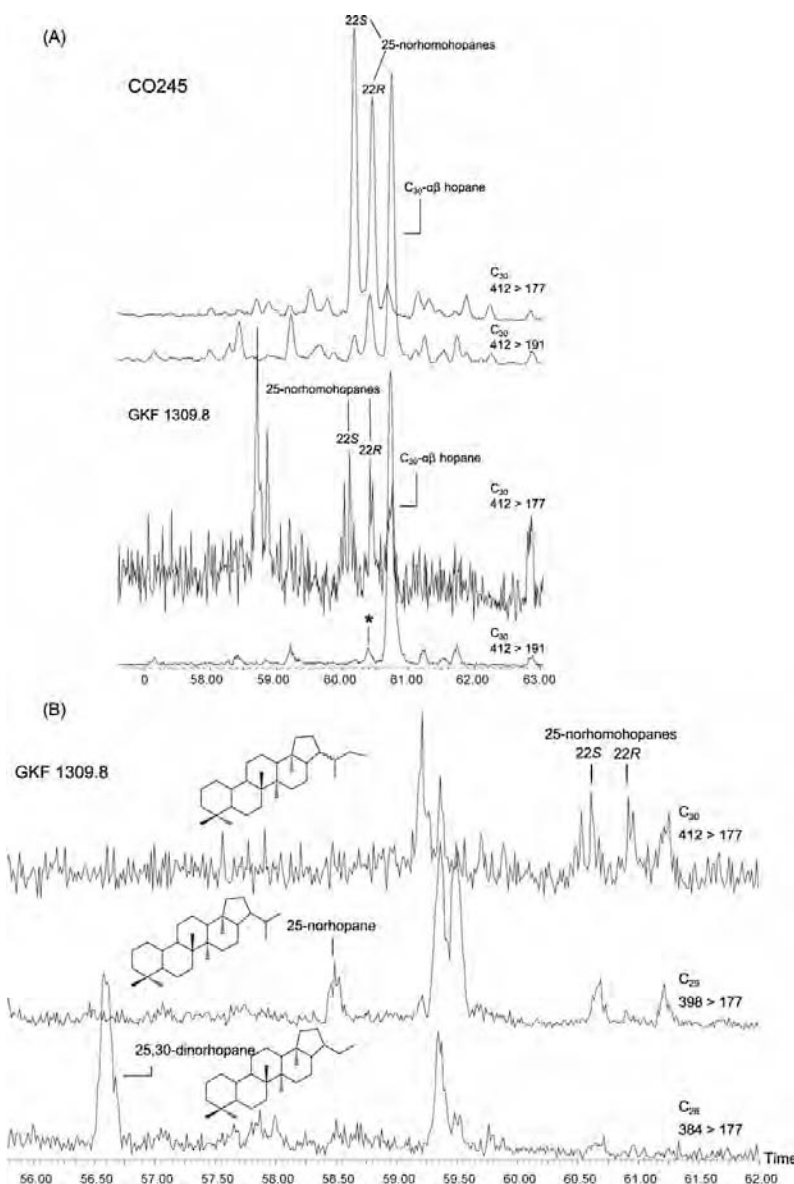 (A)
22S
25-norhomohopanes
CO245
22R
C30-αβ hopane
C30
412 > 177
C30
412 > 191
25-norhomohopanes
GKF 1309.8
22S
22R
C30-αβ hopane
C30
412 > 177
*
C30
412 > 191
0 58.00 59.00 60.00 61.00 62.00 63.00
(B)
25-norhomohopanes
GKF 1309.8
22S 22R
C30
412 > 177
25-norhopane
C29
398 > 177
25,30-dinorhopane
C28
384 > 177
Time
56.00 56.50 57.00 57.50 58.00 58.50 59.00 59.50 60.00 60.50 61.00 61.50 62.00